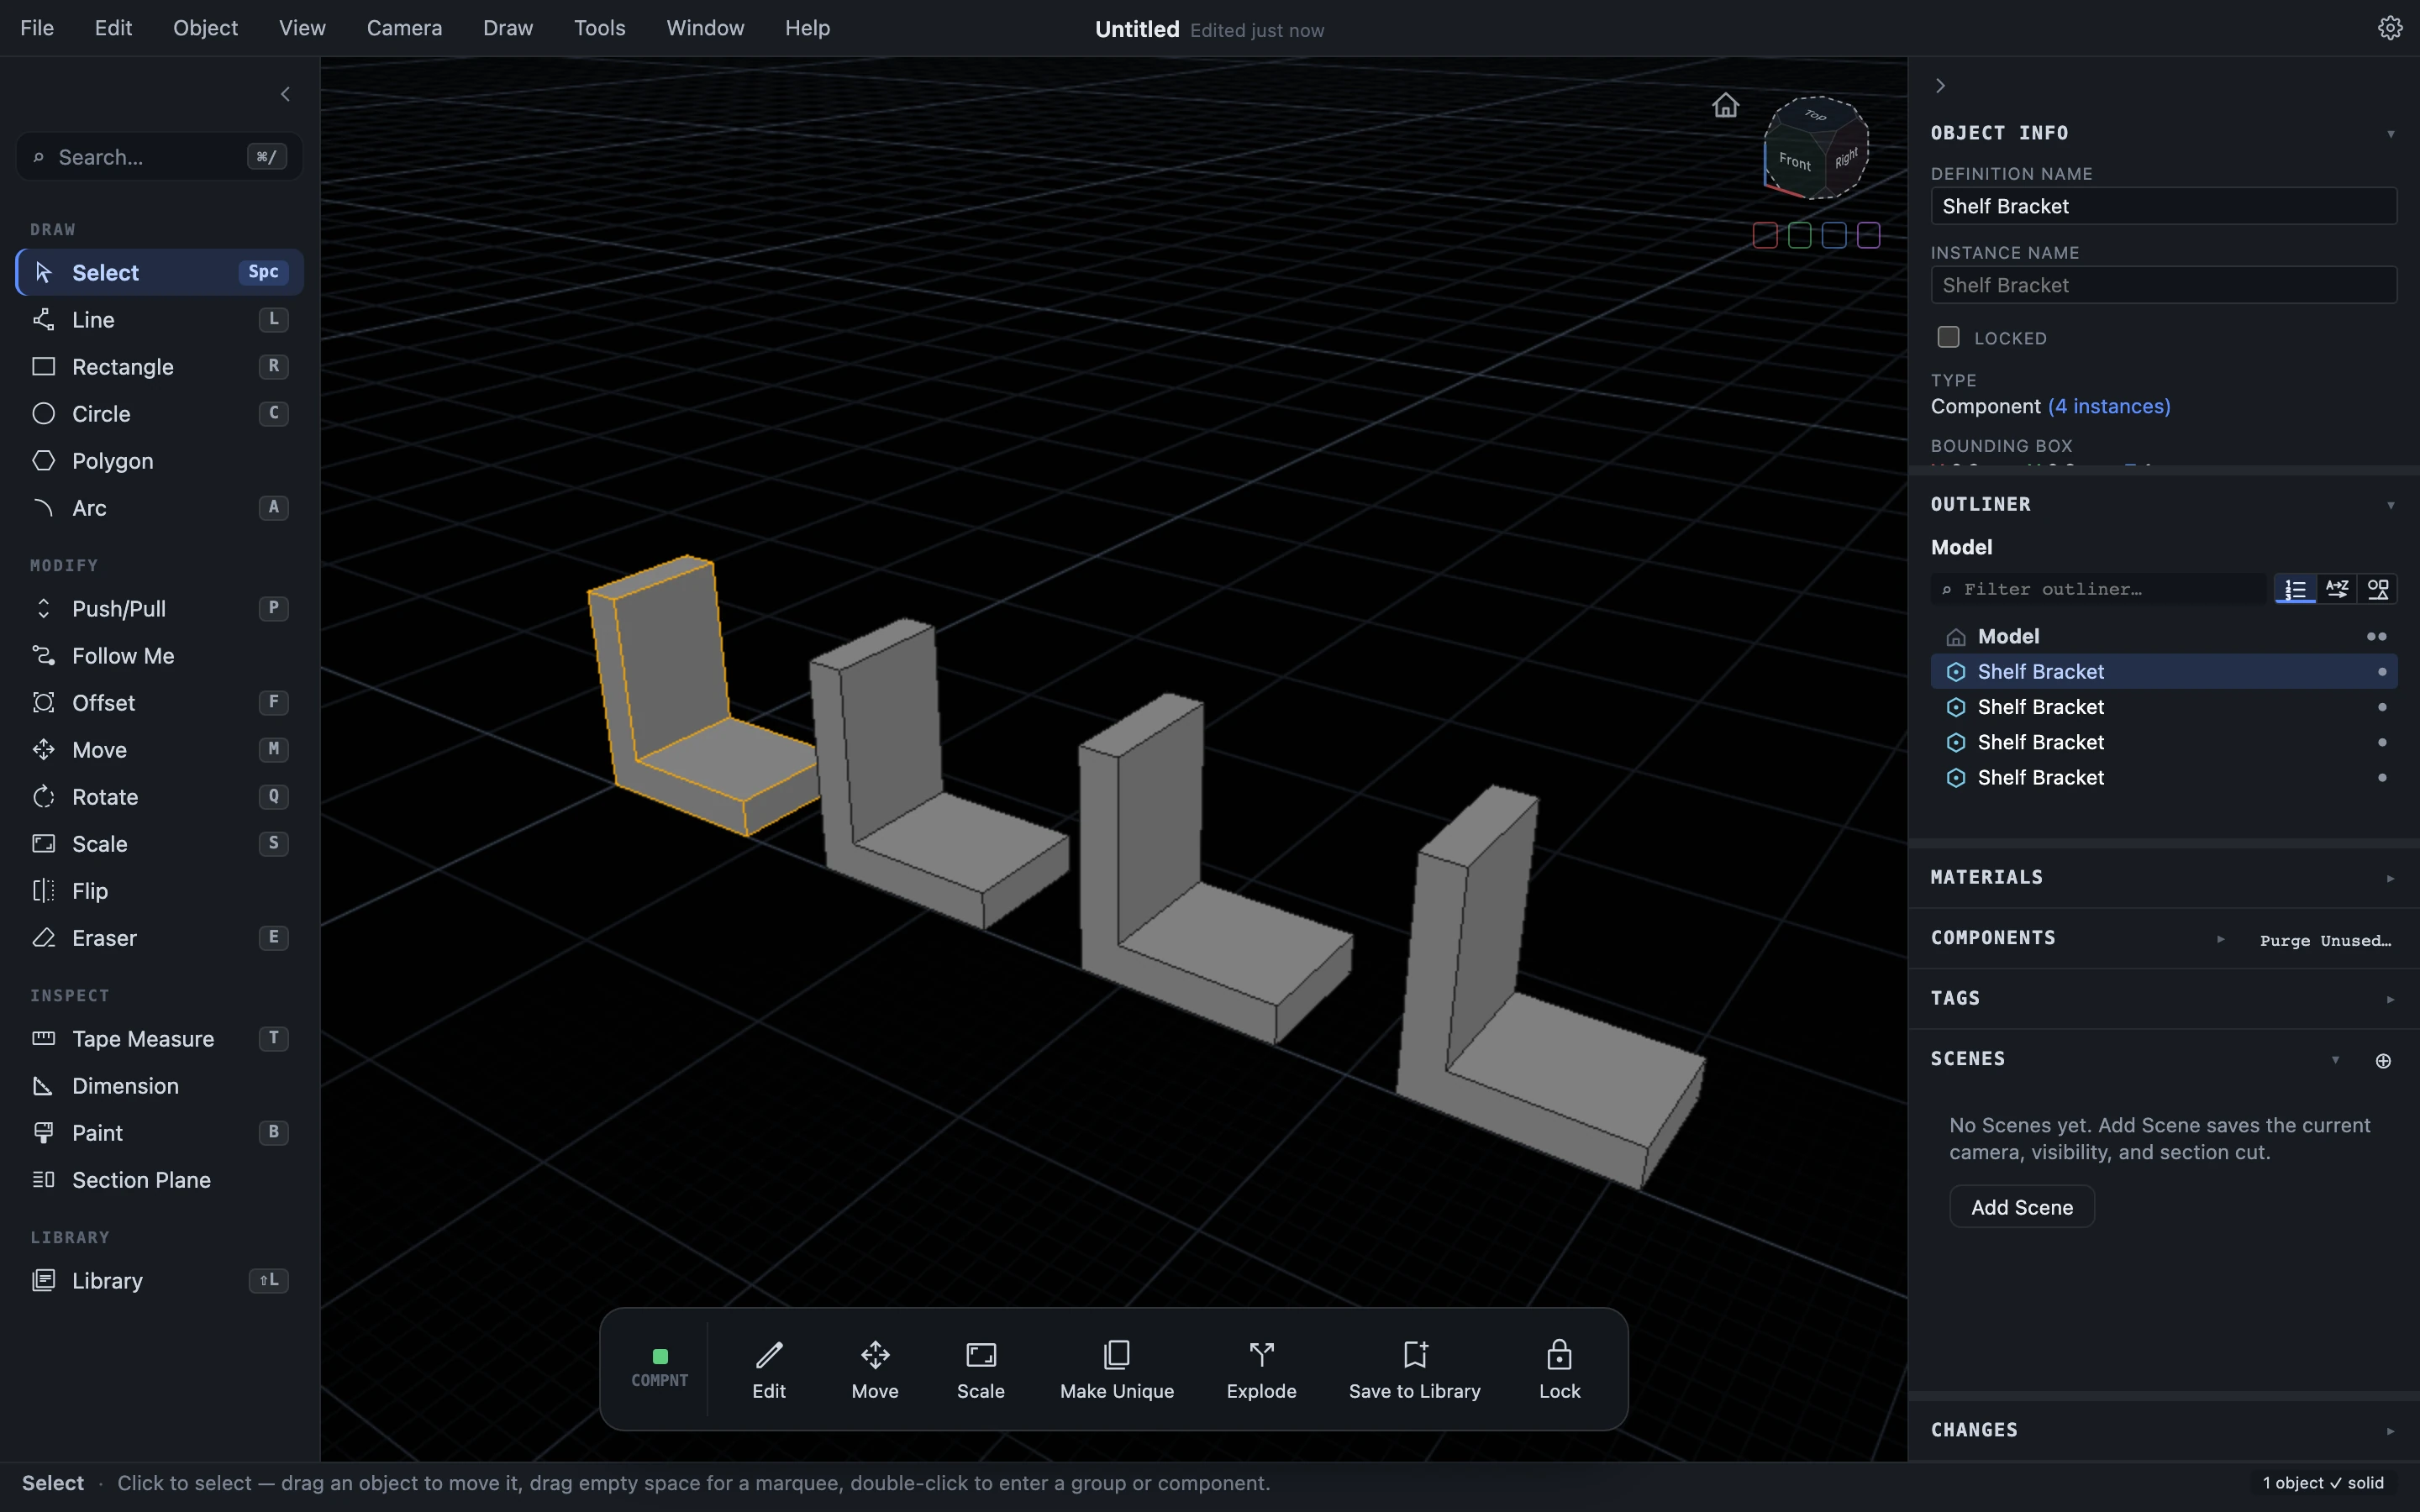 File Edit Object View Camera Draw Tools Window Help Untitled Edited just now
Search... ⌘/
DRAW
Select Spc
Line L
Rectangle R
Circle C
Polygon
Arc A
MODIFY
Push/Pull P
Follow Me
Offset F
Move M
Rotate Q
Scale S
Flip
Eraser E
INSPECT
Tape Measure T
Dimension
Paint B
Section Plane
LIBRARY
Library ⇧L
Top
Front Right
COMPNT Edit Move Scale Make Unique Explode Save to Library Lock
OBJECT INFO
DEFINITION NAME
Shelf Bracket
INSTANCE NAME
Shelf Bracket
LOCKED
TYPE
Component (4 instances)
BOUNDING BOX
OUTLINER
Model
Filter outliner…
Model
Shelf Bracket
Shelf Bracket
Shelf Bracket
Shelf Bracket
MATERIALS
COMPONENTS Purge Unused…
TAGS
SCENES
No Scenes yet. Add Scene saves the current
camera, visibility, and section cut.
Add Scene
CHANGES
Select · Click to select — drag an object to move it, drag empty space for a marquee, double-click to enter a group or component.
1 object ✓ solid